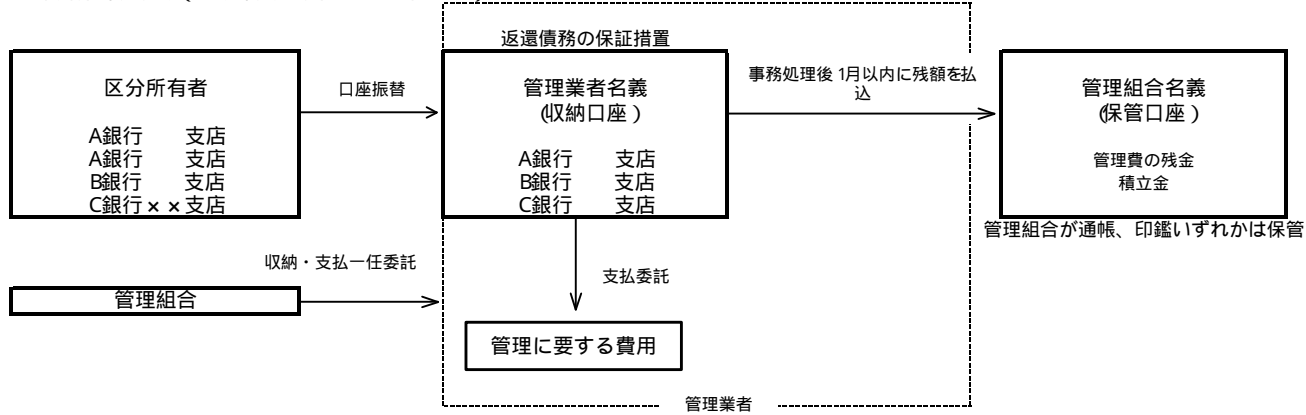 返還債務の保証措置
区分所有者
A銀行 支店
A銀行 支店
B銀行 支店
C銀行××支店
口座振替
管理業者名義
(収納口座)
A銀行 支店
B銀行 支店
C銀行 支店
事務処理後1月以内に残額を払
込
管理組合名義
(保管口座)
管理費の残金
積立金
管理組合が通帳、印鑑いずれかは保管
収納・支払一任委託
管理組合
支払委託
管理に要する費用
管理業者